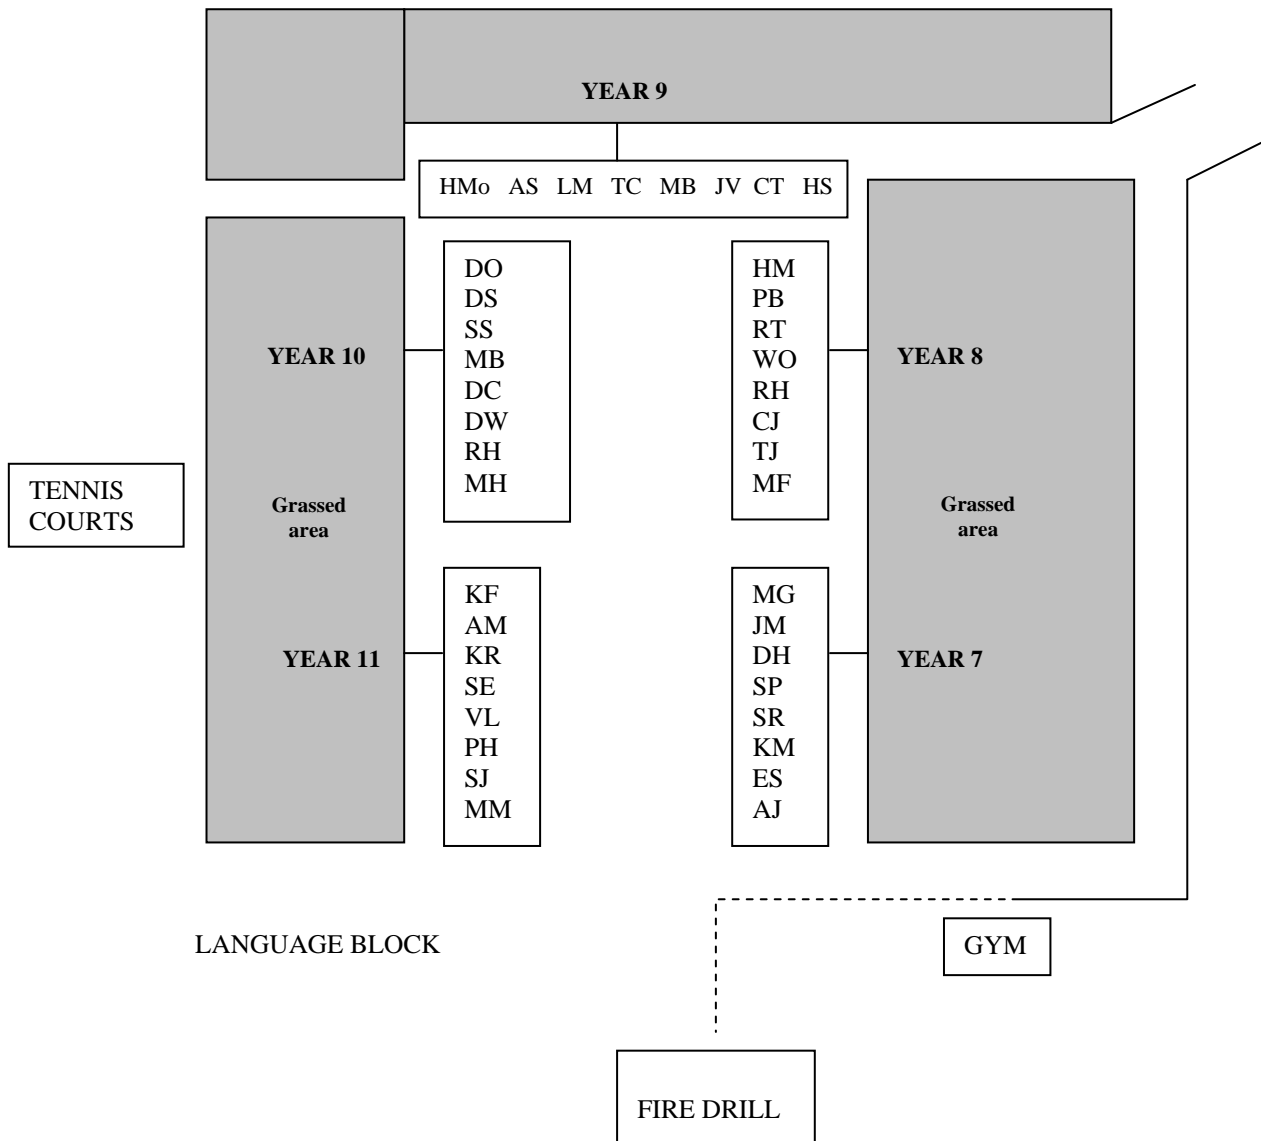 YEAR 9
HMo AS LM TC MB JV CT HS
DO
DS
SS
MB
DC
DW
RH
MH
HM
PB
RT
WO
RH
CJ
TJ
MF
YEAR 10
YEAR 8
TENNIS
COURTS
Grassed
area
Grassed
area
KF
AM
KR
SE
VL
PH
SJ
MM
MG
JM
DH
SP
SR
KM
ES
AJ
YEAR 11
YEAR 7
LANGUAGE BLOCK
GYM
FIRE DRILL